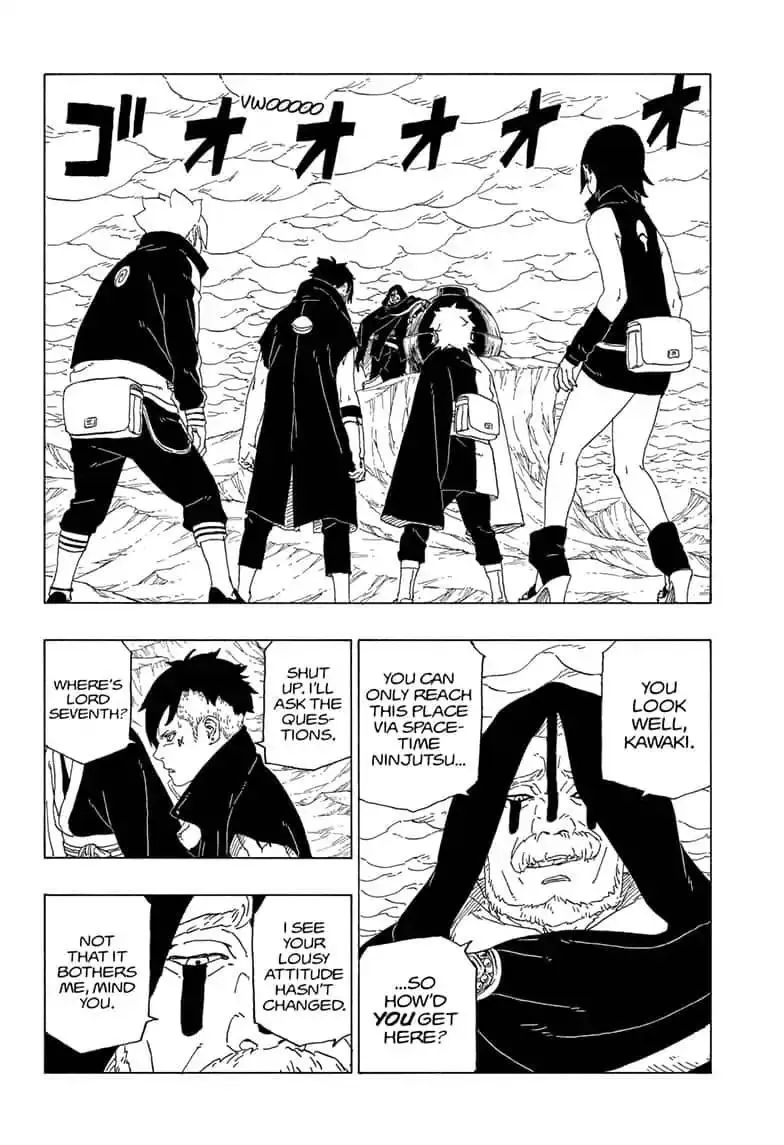 ゴオオオオオ
VWOOOOO
YOU
LOOK
WELL,
KAWAKI.
YOU CAN
ONLY REACH
THIS PLACE
VIA SPACE-
TIME
NINJUTSU...
...SO
HOW'D
YOU GET
HERE?
SHUT
UP. I'LL
ASK THE
QUES-
TIONS.
WHERE'S
LORD
SEVENTH?
I SEE
YOUR
LOUSY
ATTITUDE
HASN'T
CHANGED.
NOT
THAT IT
BOTHERS
ME, MIND
YOU.